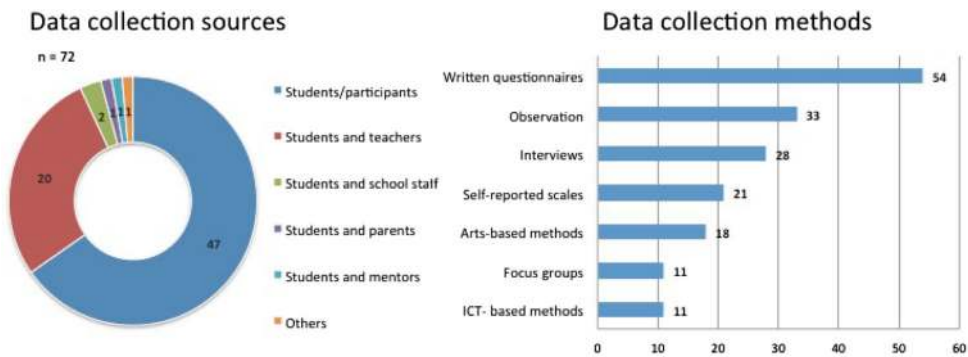 Data collection sources
n = 72
47
20
2
1
1
1
Students/participants
Students and teachers
Students and school staff
Students and parents
Students and mentors
Others
Data collection methods
Written questionnaires 54
Observation 33
Interviews 28
Self-reported scales 21
Arts-based methods 18
Focus groups 11
ICT- based methods 11
0 10 20 30 40 50 60